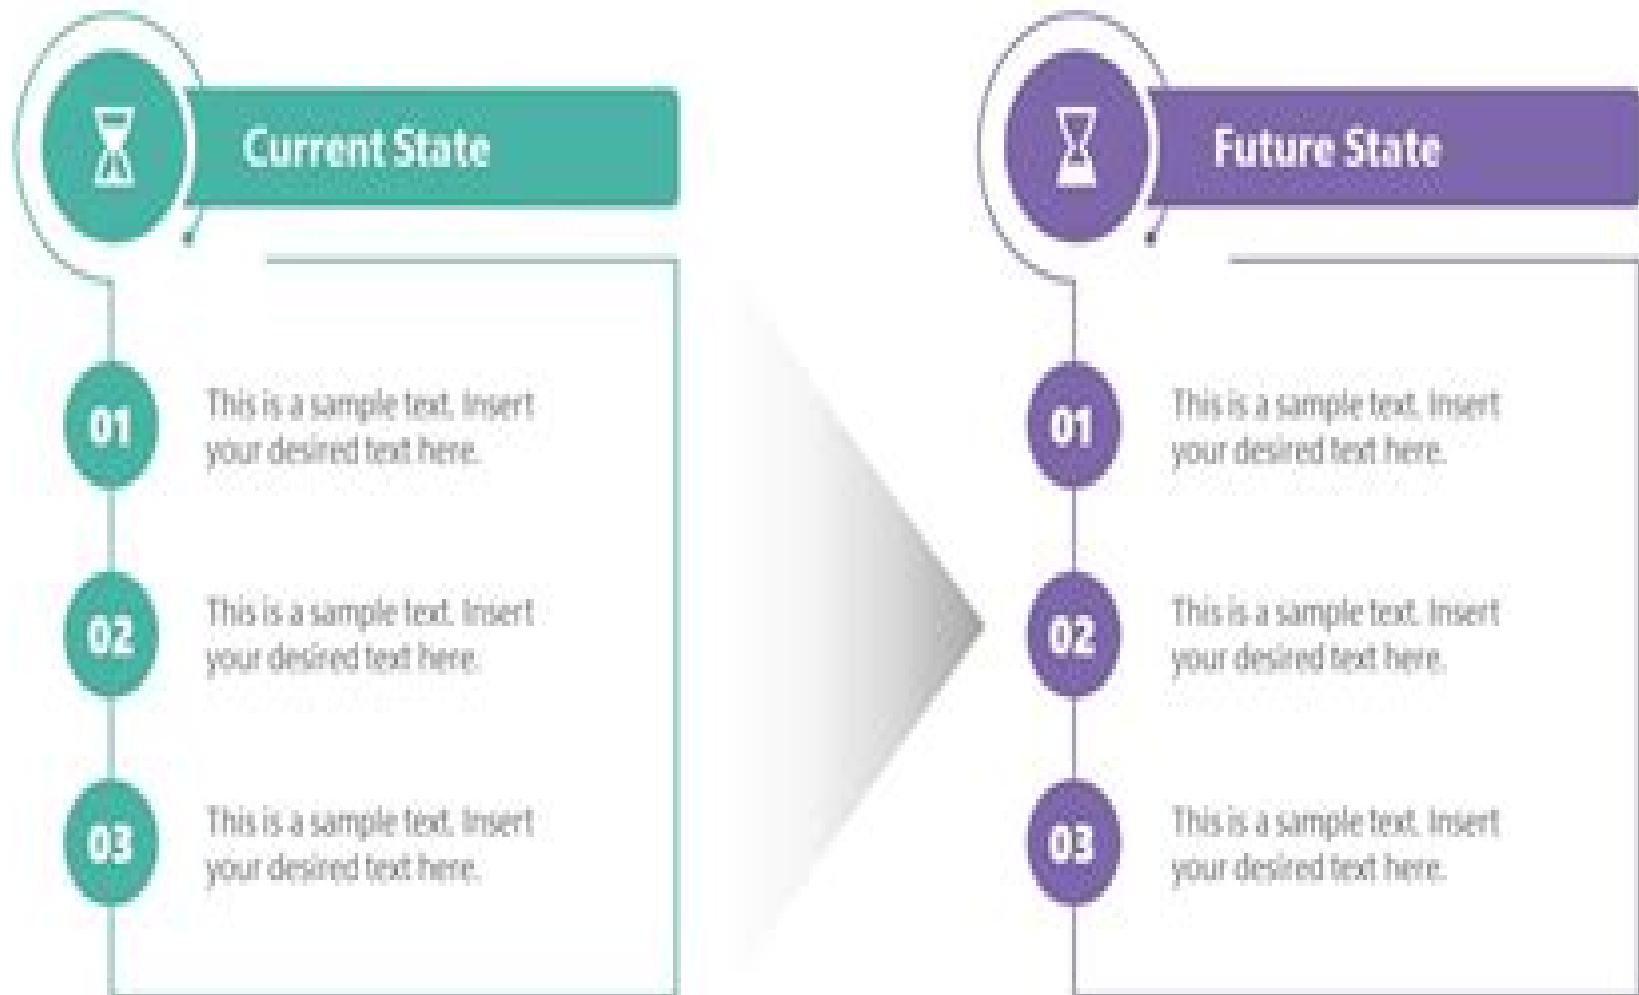 Current State
01
This is a sample text. Insert
your desired text here.
02
This is a sample text. Insert
your desired text here.
03
This is a sample text. Insert
your desired text here.
Future State
01
This is a sample text. Insert
your desired text here.
02
This is a sample text. Insert
your desired text here.
03
This is a sample text. Insert
your desired text here.